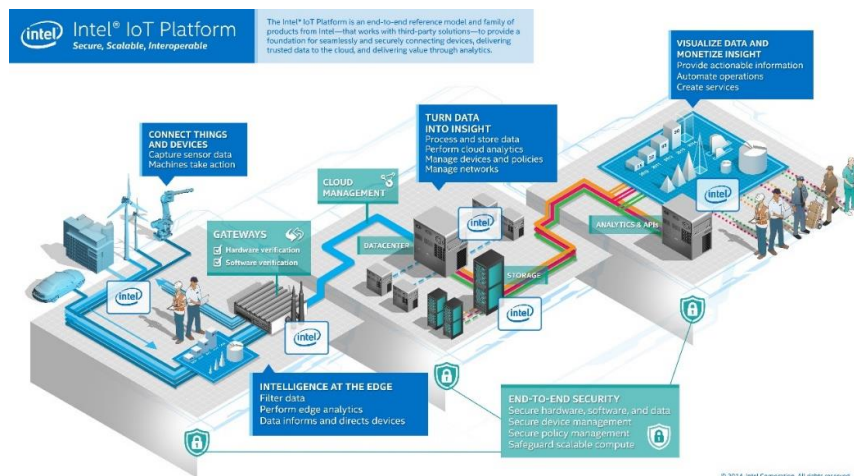 intel
Intel® IoT Platform
Secure, Scalable, Interoperable
The Intel® IoT Platform is an end-to-end reference model and family of
products from Intel—that works with third-party solutions—to provide a
foundation for seamlessly and securely connecting devices, delivering
trusted data to the cloud, and delivering value through analytics.
VISUALIZE DATA AND
MONETIZE INSIGHT
Provide actionable information
Automate operations
Create services
TURN DATA
INTO INSIGHT
Process and store data
Perform cloud analytics
Manage devices and policies
Manage networks
CONNECT THINGS
AND DEVICES
Capture sensor data
Machines take action
CLOUD
MANAGEMENT
GATEWAYS
Hardware verification
Software verification
DATACENTER
intel
ANALYTICS & APIs
intel
STORAGE
intel
intel
intel
INTELLIGENCE AT THE EDGE
Filter data
Perform edge analytics
Data informs and directs devices
END-TO-END SECURITY
Secure hardware, software, and data
Secure device management
Secure policy management
Safeguard scalable compute
© 2014, Intel Corporation. All rights reserved.